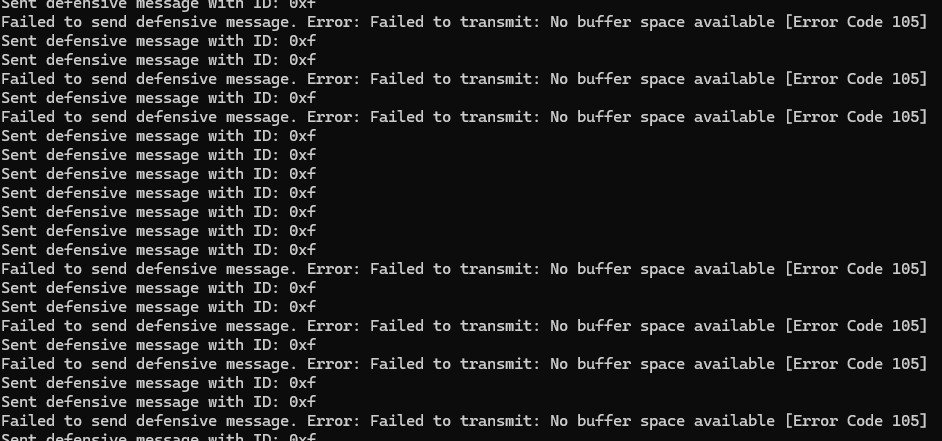 Sent defensive message with ID: 0xf
Failed to send defensive message. Error: Failed to transmit: No buffer space available [Error Code 105]
Sent defensive message with ID: 0xf
Sent defensive message with ID: 0xf
Failed to send defensive message. Error: Failed to transmit: No buffer space available [Error Code 105]
Sent defensive message with ID: 0xf
Failed to send defensive message. Error: Failed to transmit: No buffer space available [Error Code 105]
Sent defensive message with ID: 0xf
Sent defensive message with ID: 0xf
Sent defensive message with ID: 0xf
Sent defensive message with ID: 0xf
Sent defensive message with ID: 0xf
Sent defensive message with ID: 0xf
Sent defensive message with ID: 0xf
Failed to send defensive message. Error: Failed to transmit: No buffer space available [Error Code 105]
Sent defensive message with ID: 0xf
Sent defensive message with ID: 0xf
Failed to send defensive message. Error: Failed to transmit: No buffer space available [Error Code 105]
Sent defensive message with ID: 0xf
Failed to send defensive message. Error: Failed to transmit: No buffer space available [Error Code 105]
Sent defensive message with ID: 0xf
Sent defensive message with ID: 0xf
Failed to send defensive message. Error: Failed to transmit: No buffer space available [Error Code 105]
Sent defensive message with ID: 0xf